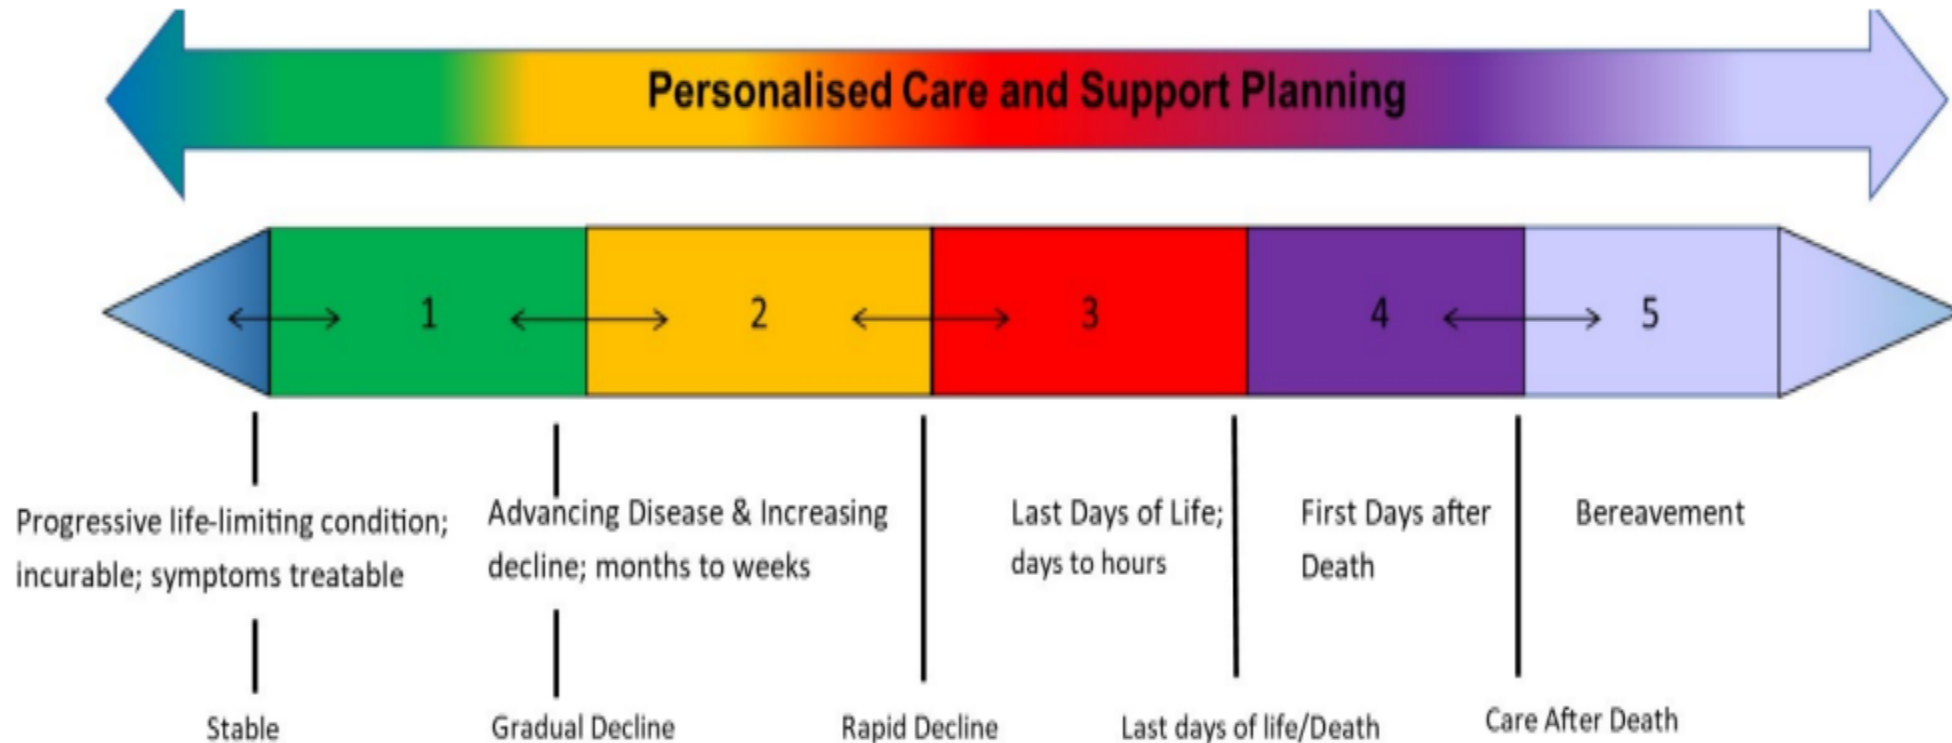 Personalised Care and Support Planning
1
2
3
4
5
Progressive life-limiting condition;
incurable; symptoms treatable
Advancing Disease & Increasing
decline; months to weeks
Last Days of Life;
days to hours
First Days after
Death
Bereavement
Stable
Gradual Decline
Rapid Decline
Last days of life/Death
Care After Death